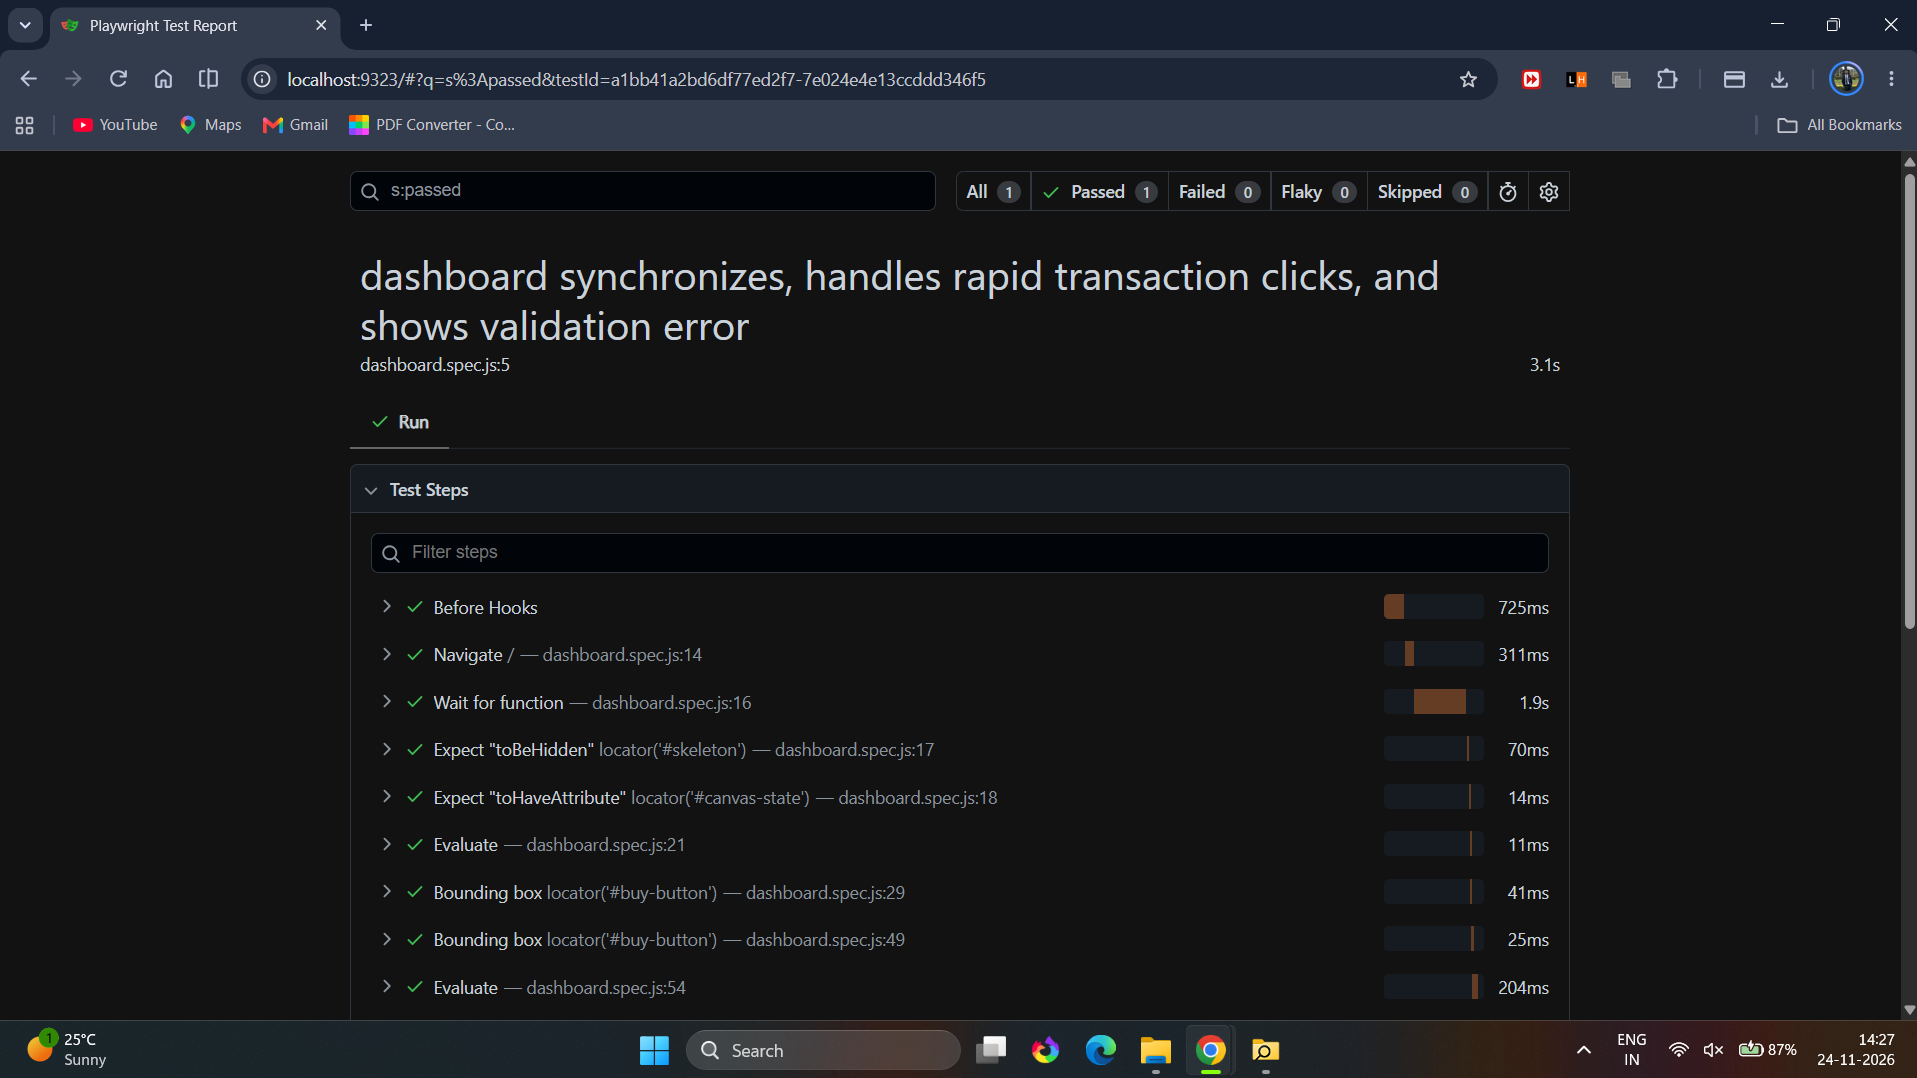 Playwright Test Report
localhost:9323/#?q=s%3Apassed&testId=a1bb41a2bd6df77ed2f7-7e024e4e13ccddd346f5
YouTube
Maps
Gmail
PDF Converter - Co...
All Bookmarks
s:passed
All 1
Passed 1
Failed 0
Flaky 0
Skipped 0
dashboard synchronizes, handles rapid transaction clicks, and
shows validation error
dashboard.spec.js:5
3.1s
Run
Test Steps
Filter steps
Before Hooks 725ms
Navigate / — dashboard.spec.js:14 311ms
Wait for function — dashboard.spec.js:16 1.9s
Expect "toBeHidden" locator('#skeleton') — dashboard.spec.js:17 70ms
Expect "toHaveAttribute" locator('#canvas-state') — dashboard.spec.js:18 14ms
Evaluate — dashboard.spec.js:21 11ms
Bounding box locator('#buy-button') — dashboard.spec.js:29 41ms
Bounding box locator('#buy-button') — dashboard.spec.js:49 25ms
Evaluate — dashboard.spec.js:54 204ms
1
25°C
Sunny
Search
ENG
IN
87%
14:27
24-11-2026